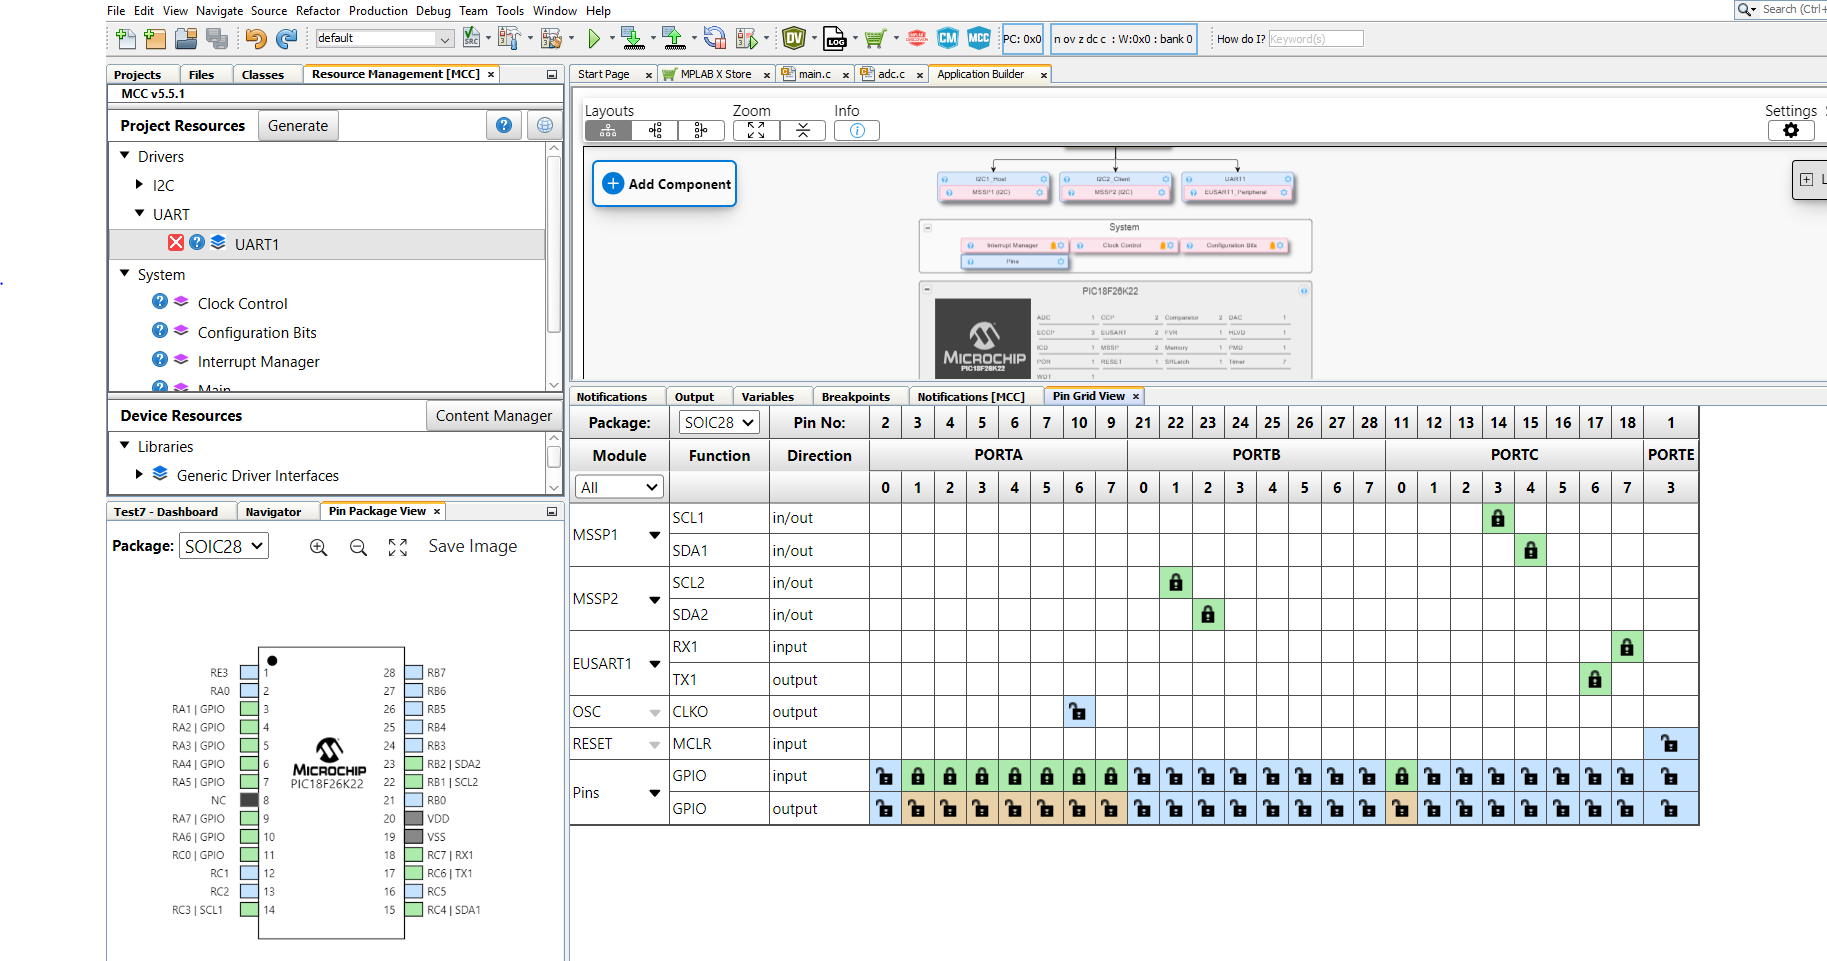 File Edit View Navigate Source Refactor Production Debug Team Tools Window Help
Search (Ctrl+
default
PC: 0x0
n ov z dc c : W:0x0 : bank 0
How do I? Keyword(s)
Projects Files Classes Resource Management [MCC] ×
MCC v5.5.1
Project Resources Generate
Drivers
I2C
UART
UART1
System
Clock Control
Configuration Bits
Interrupt Manager
Main
Device Resources Content Manager
Libraries
Generic Driver Interfaces
Test7 - Dashboard Navigator Pin Package View ×
Package: SOIC28 Save Image
RE3 1 28 RB7
RA0 2 27 RB6
RA1 | GPIO 3 26 RB5
RA2 | GPIO 4 25 RB4
RA3 | GPIO 5 24 RB3
RA4 | GPIO 6 23 RB2 | SDA2
RA5 | GPIO 7 22 RB1 | SCL2
NC 8 21 RB0
RA7 | GPIO 9 20 VDD
RA6 | GPIO 10 19 VSS
RC0 | GPIO 11 18 RC7 | RX1
RC1 12 17 RC6 | TX1
RC2 13 16 RC5
RC3 | SCL1 14 15 RC4 | SDA1
MICROCHIP
PIC18F26K22
Start Page × MPLAB X Store × main.c × adc.c × Application Builder ×
Layouts Zoom Info Settings
Add Component
I2C1_Host I2C2_Client UART1
MSSP1 (I2C) MSSP2 (I2C) EUSART1_Peripheral
System
Interrupt Manager Clock Control Configuration Bits
Pins
PIC18F26K22
MICROCHIP
PIC18F26K22
ADC 1 CCP 2 Comparator 2 DAC 1
ECCP 3 EUSART 2 FVR 1 HLVD 1
ICD 1 MSSP 2 Memory 1 PMD 1
POR 1 RESET 1 SRLatch 1 Timer 7
WDT 1
Notifications Output Variables Breakpoints Notifications [MCC] Pin Grid View ×
Package: SOIC28 Pin No: 2 3 4 5 6 7 10 9 21 22 23 24 25 26 27 28 11 12 13 14 15 16 17 18 1
Module Function Direction PORTA PORTB PORTC PORTE
All 0 1 2 3 4 5 6 7 0 1 2 3 4 5 6 7 0 1 2 3 4 5 6 7 3
MSSP1 SCL1 in/out
SDA1 in/out
MSSP2 SCL2 in/out
SDA2 in/out
EUSART1 RX1 input
TX1 output
OSC CLKO output
RESET MCLR input
Pins GPIO input
GPIO output